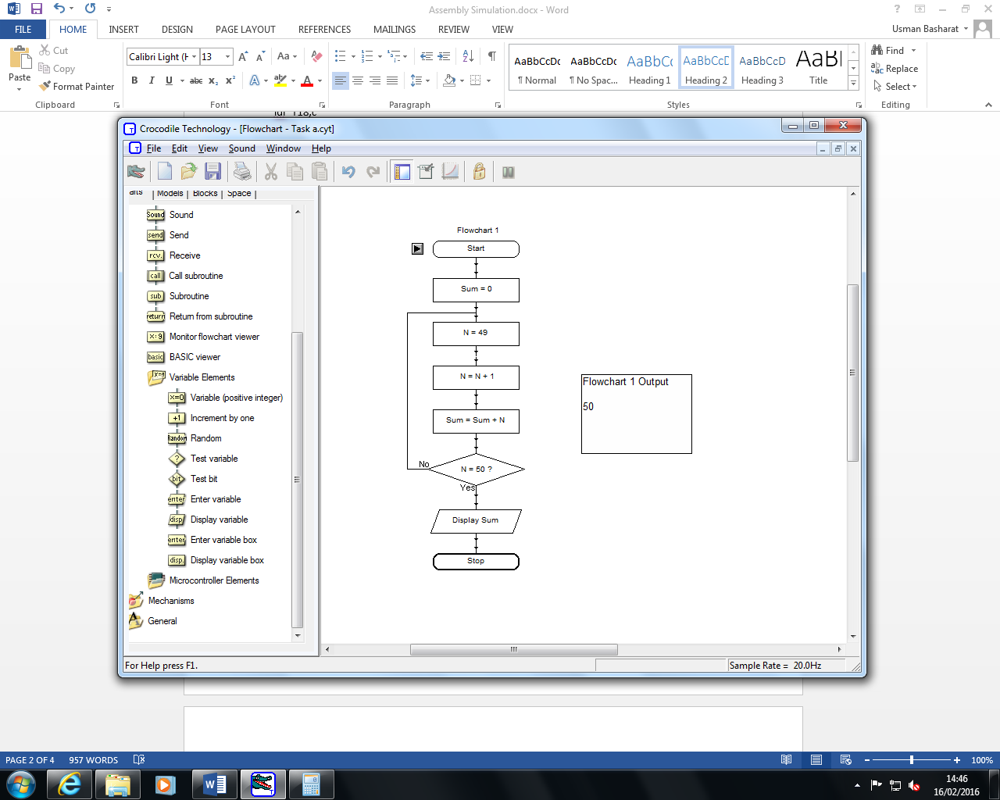 Assembly Simulation.docx - Word
FILE HOME INSERT DESIGN PAGE LAYOUT REFERENCES MAILINGS REVIEW VIEW Usman Basharat
Paste
Cut
Copy
Format Painter
Clipboard
Calibri Light (H 13
Aa
B I U abc x₂ x² A A
Font
Paragraph
AaBbCcDc AaBbCcDc AaBbCc AaBbCcD AaBbCcD AaBl
¶ Normal ¶ No Spac... Heading 1 Heading 2 Heading 3 Title
Styles
Find
Replace
Select
Editing
Crocodile Technology - [Flowchart - Task a.cyt]
File Edit View Sound Window Help
arts Models Blocks Space
Sound Sound
send Send
rcv. Receive
call Call subroutine
sub Subroutine
return Return from subroutine
x:9 Monitor flowchart viewer
basic BASIC viewer
Variable Elements
x=0 Variable (positive integer)
+1 Increment by one
Random Random
? Test variable
bit Test bit
enter Enter variable
disp Display variable
enter Enter variable box
disp. Display variable box
Microcontroller Elements
Mechanisms
General
Flowchart 1
Start
Sum = 0
N = 49
N = N + 1
Sum = Sum + N
N = 50 ?
No
Yes
Display Sum
Stop
Flowchart 1 Output
50
For Help press F1.
Sample Rate = 20.0Hz
PAGE 2 OF 4 957 WORDS 100%
14:46
16/02/2016